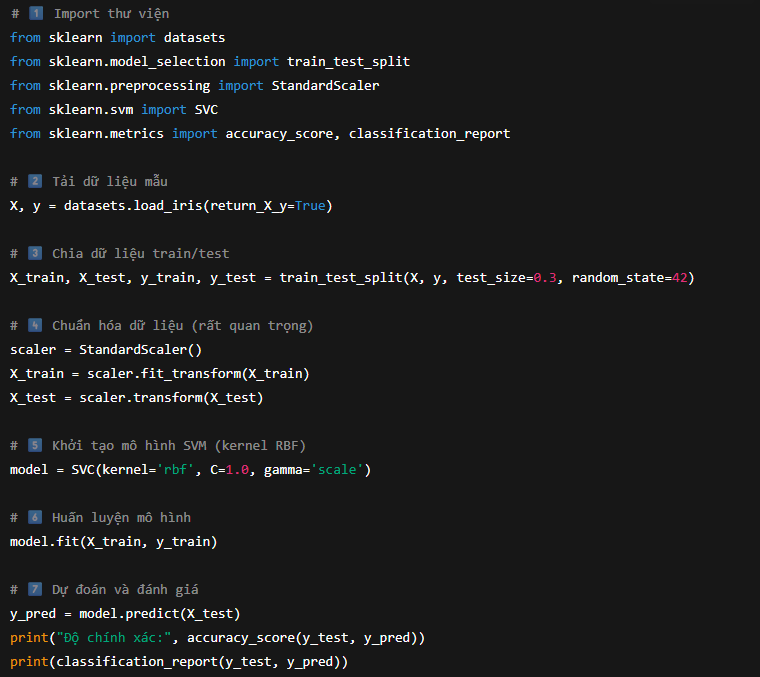 # 1️⃣ Import thư viện
from sklearn import datasets
from sklearn.model_selection import train_test_split
from sklearn.preprocessing import StandardScaler
from sklearn.svm import SVC
from sklearn.metrics import accuracy_score, classification_report
# 2️⃣ Tải dữ liệu mẫu
X, y = datasets.load_iris(return_X_y=True)
# 3️⃣ Chia dữ liệu train/test
X_train, X_test, y_train, y_test = train_test_split(X, y, test_size=0.3, random_state=42)
# 4️⃣ Chuẩn hóa dữ liệu (rất quan trọng)
scaler = StandardScaler()
X_train = scaler.fit_transform(X_train)
X_test = scaler.transform(X_test)
# 5️⃣ Khởi tạo mô hình SVM (kernel RBF)
model = SVC(kernel='rbf', C=1.0, gamma='scale')
# 6️⃣ Huấn luyện mô hình
model.fit(X_train, y_train)
# 7️⃣ Dự đoán và đánh giá
y_pred = model.predict(X_test)
print("Độ chính xác:", accuracy_score(y_test, y_pred))
print(classification_report(y_test, y_pred))